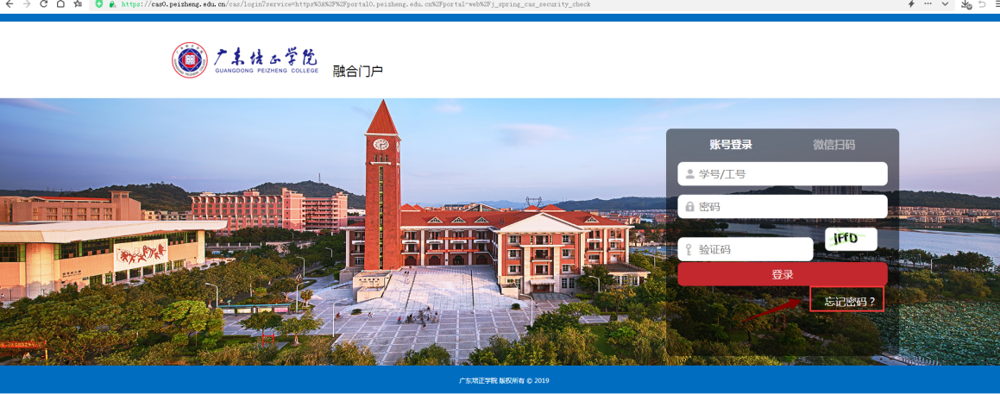 https://cas0.peizheng.edu.cn/cas/login?service=https%3A%2F%2Fportal0.peizheng.edu.cn%2Fportal-web%2Fj_spring_cas_security_check
广东培正学院
GUANGDONG PEIZHENG COLLEGE
融合门户
账号登录 微信扫码
学号/工号
密码
验证码 jffD
登录
忘记密码？
广东培正学院 版权所有 © 2019